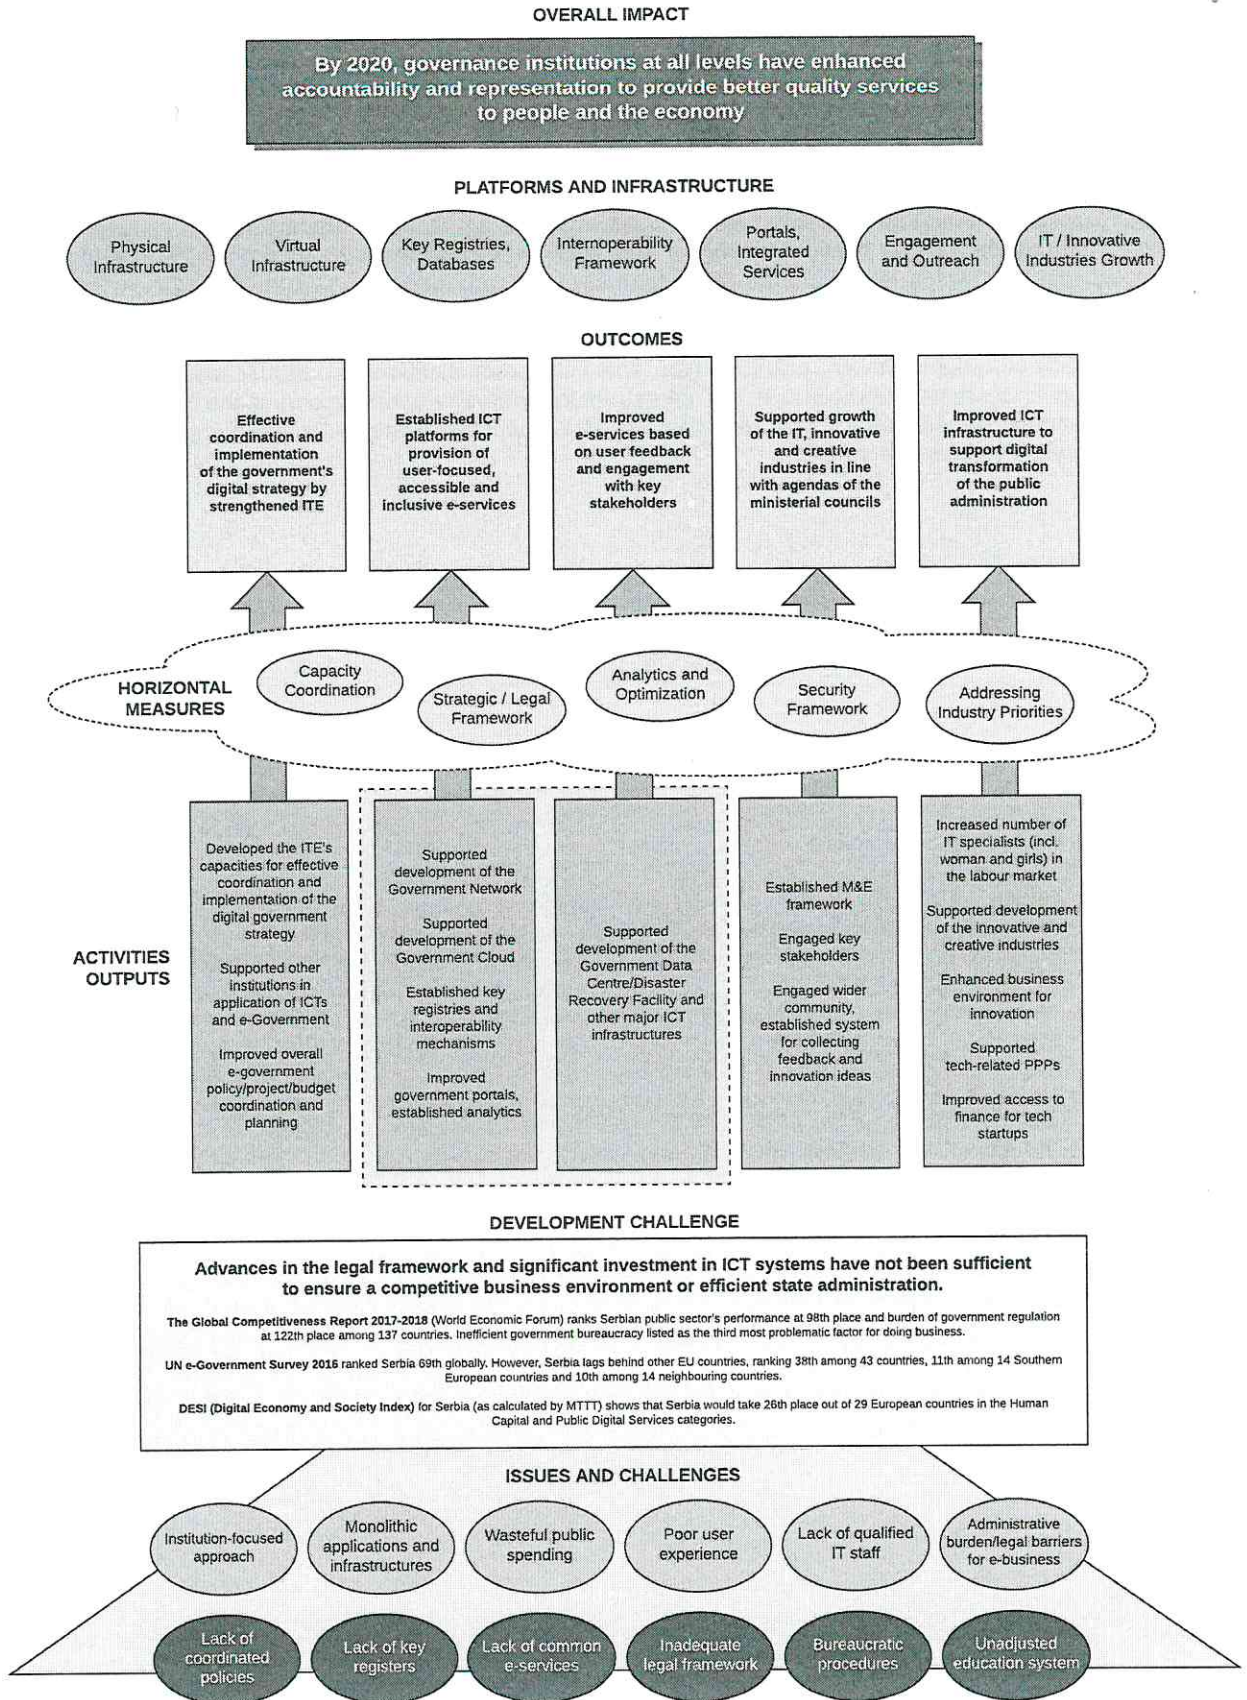 OVERALL IMPACT
By 2020, governance institutions at all levels have enhanced
accountability and representation to provide better quality services
to people and the economy
PLATFORMS AND INFRASTRUCTURE
Physical
Infrastructure
Virtual
Infrastructure
Key Registries,
Databases
Internoperability
Framework
Portals,
Integrated
Services
Engagement
and Outreach
IT / Innovative
Industries Growth
OUTCOMES
Effective
coordination and
implementation
of the government's
digital strategy by
strengthened ITE
Established ICT
platforms for
provision of
user-focused,
accessible and
inclusive e-services
Improved
e-services based
on user feedback
and engagement
with key
stakeholders
Supported growth
of the IT, innovative
and creative
industries in line
with agendas of the
ministerial councils
Improved ICT
infrastructure to
support digital
transformation
of the public
administration
HORIZONTAL
MEASURES
Capacity
Coordination
Strategic / Legal
Framework
Analytics and
Optimization
Security
Framework
Addressing
Industry Priorities
ACTIVITIES
OUTPUTS
Developed the ITE's
capacities for effective
coordination and
implementation of the
digital government
strategy
Supported other
institutions in
application of ICTs
and e-Government
Improved overall
e-government
policy/project/budget
coordination and
planning
Supported
development of the
Government Network
Supported
development of the
Government Cloud
Established key
registries and
interoperability
mechanisms
Improved
government portals,
established analytics
Supported
development of the
Government Data
Centre/Disaster
Recovery Facility and
other major ICT
infrastructures
Established M&E
framework
Engaged key
stakeholders
Engaged wider
community,
established system
for collecting
feedback and
innovation ideas
Increased number of
IT specialists (incl.
woman and girls) in
the labour market
Supported development
of the innovative and
creative industries
Enhanced business
environment for
innovation
Supported
tech-related PPPs
Improved access to
finance for tech
startups
DEVELOPMENT CHALLENGE
Advances in the legal framework and significant investment in ICT systems have not been sufficient
to ensure a competitive business environment or efficient state administration.
The Global Competitiveness Report 2017-2018 (World Economic Forum) ranks Serbian public sector's performance at 98th place and burden of government regulation
at 122th place among 137 countries. Inefficient government bureaucracy listed as the third most problematic factor for doing business.
UN e-Government Survey 2016 ranked Serbia 69th globally. However, Serbia lags behind other EU countries, ranking 38th among 43 countries, 11th among 14 Southern
European countries and 10th among 14 neighbouring countries.
DESI (Digital Economy and Society Index) for Serbia (as calculated by MTTT) shows that Serbia would take 26th place out of 29 European countries in the Human
Capital and Public Digital Services categories.
ISSUES AND CHALLENGES
Institution-focused
approach
Monolithic
applications and
infrastructures
Wasteful public
spending
Poor user
experience
Lack of qualified
IT staff
Administrative
burden/legal barriers
for e-business
Lack of
coordinated
policies
Lack of key
registers
Lack of common
e-services
Inadequate
legal framework
Bureaucratic
procedures
Unadjusted
education system